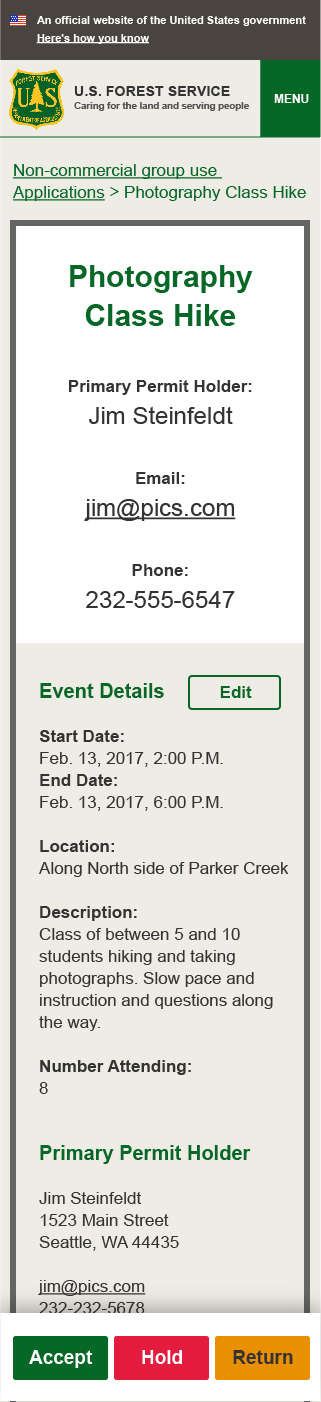 An official website of the United States government
Here's how you know
FOREST SERVICE
U S
DEPARTMENT OF AGRICULTURE
U.S. FOREST SERVICE
Caring for the land and serving people
MENU
Non-commercial group use
Applications > Photography Class Hike
Photography
Class Hike
Primary Permit Holder:
Jim Steinfeldt
Email:
jim@pics.com
Phone:
232-555-6547
Event Details
Edit
Start Date:
Feb. 13, 2017, 2:00 P.M.
End Date:
Feb. 13, 2017, 6:00 P.M.
Location:
Along North side of Parker Creek
Description:
Class of between 5 and 10
students hiking and taking
photographs. Slow pace and
instruction and questions along
the way.
Number Attending:
8
Primary Permit Holder
Jim Steinfeldt
1523 Main Street
Seattle, WA 44435
jim@pics.com
232-232-5678
Accept
Hold
Return